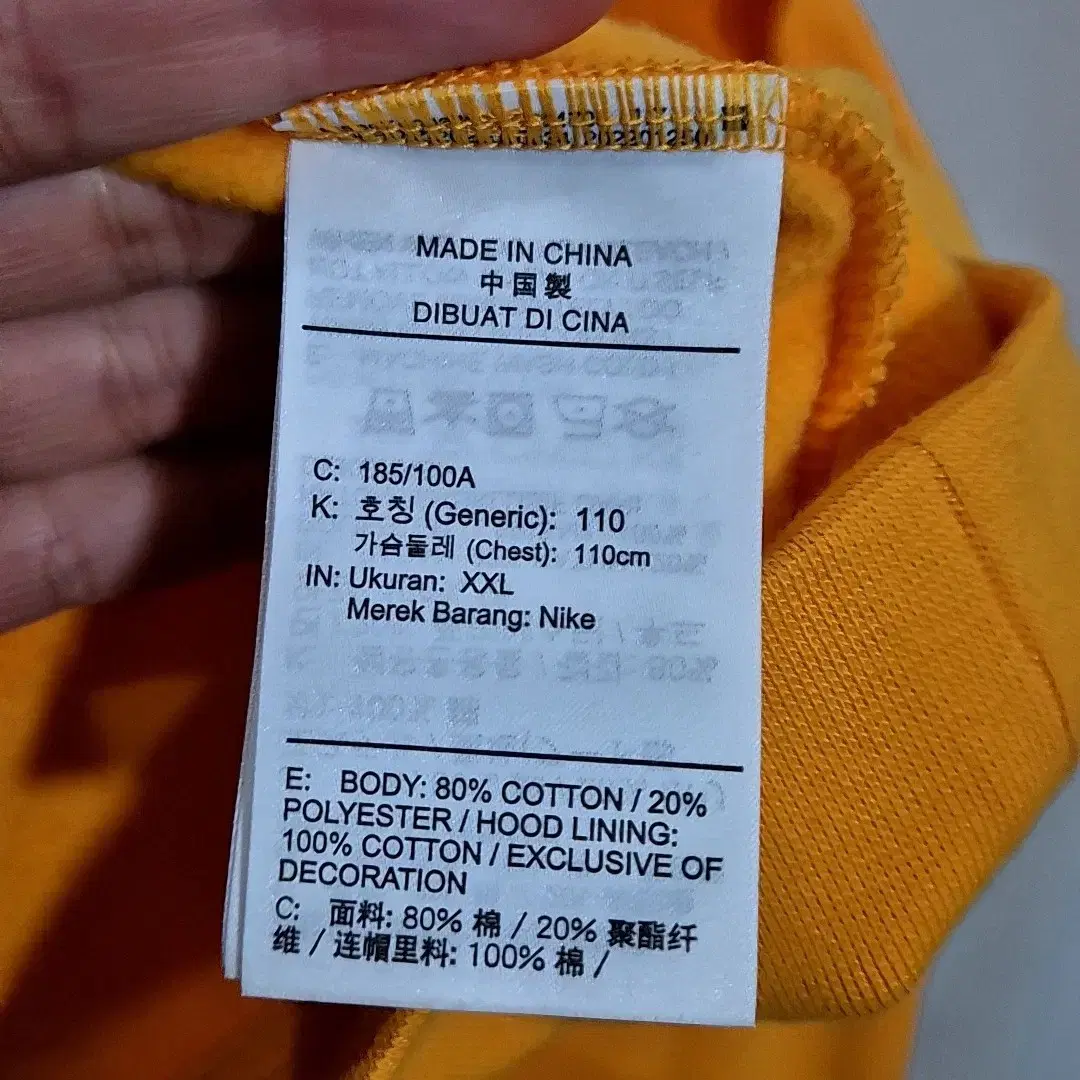 MADE IN CHINA
中国製
DIBUAT DI CINA
C: 185/100A
K: 호칭 (Generic): 110
가슴둘레 (Chest): 110cm
IN: Ukuran: XXL
Merek Barang: Nike
E: BODY: 80% COTTON / 20%
POLYESTER / HOOD LINING:
100% COTTON / EXCLUSIVE OF
DECORATION
C: 面料: 80% 棉 / 20% 聚酯纤
维 / 连帽里料: 100% 棉 /